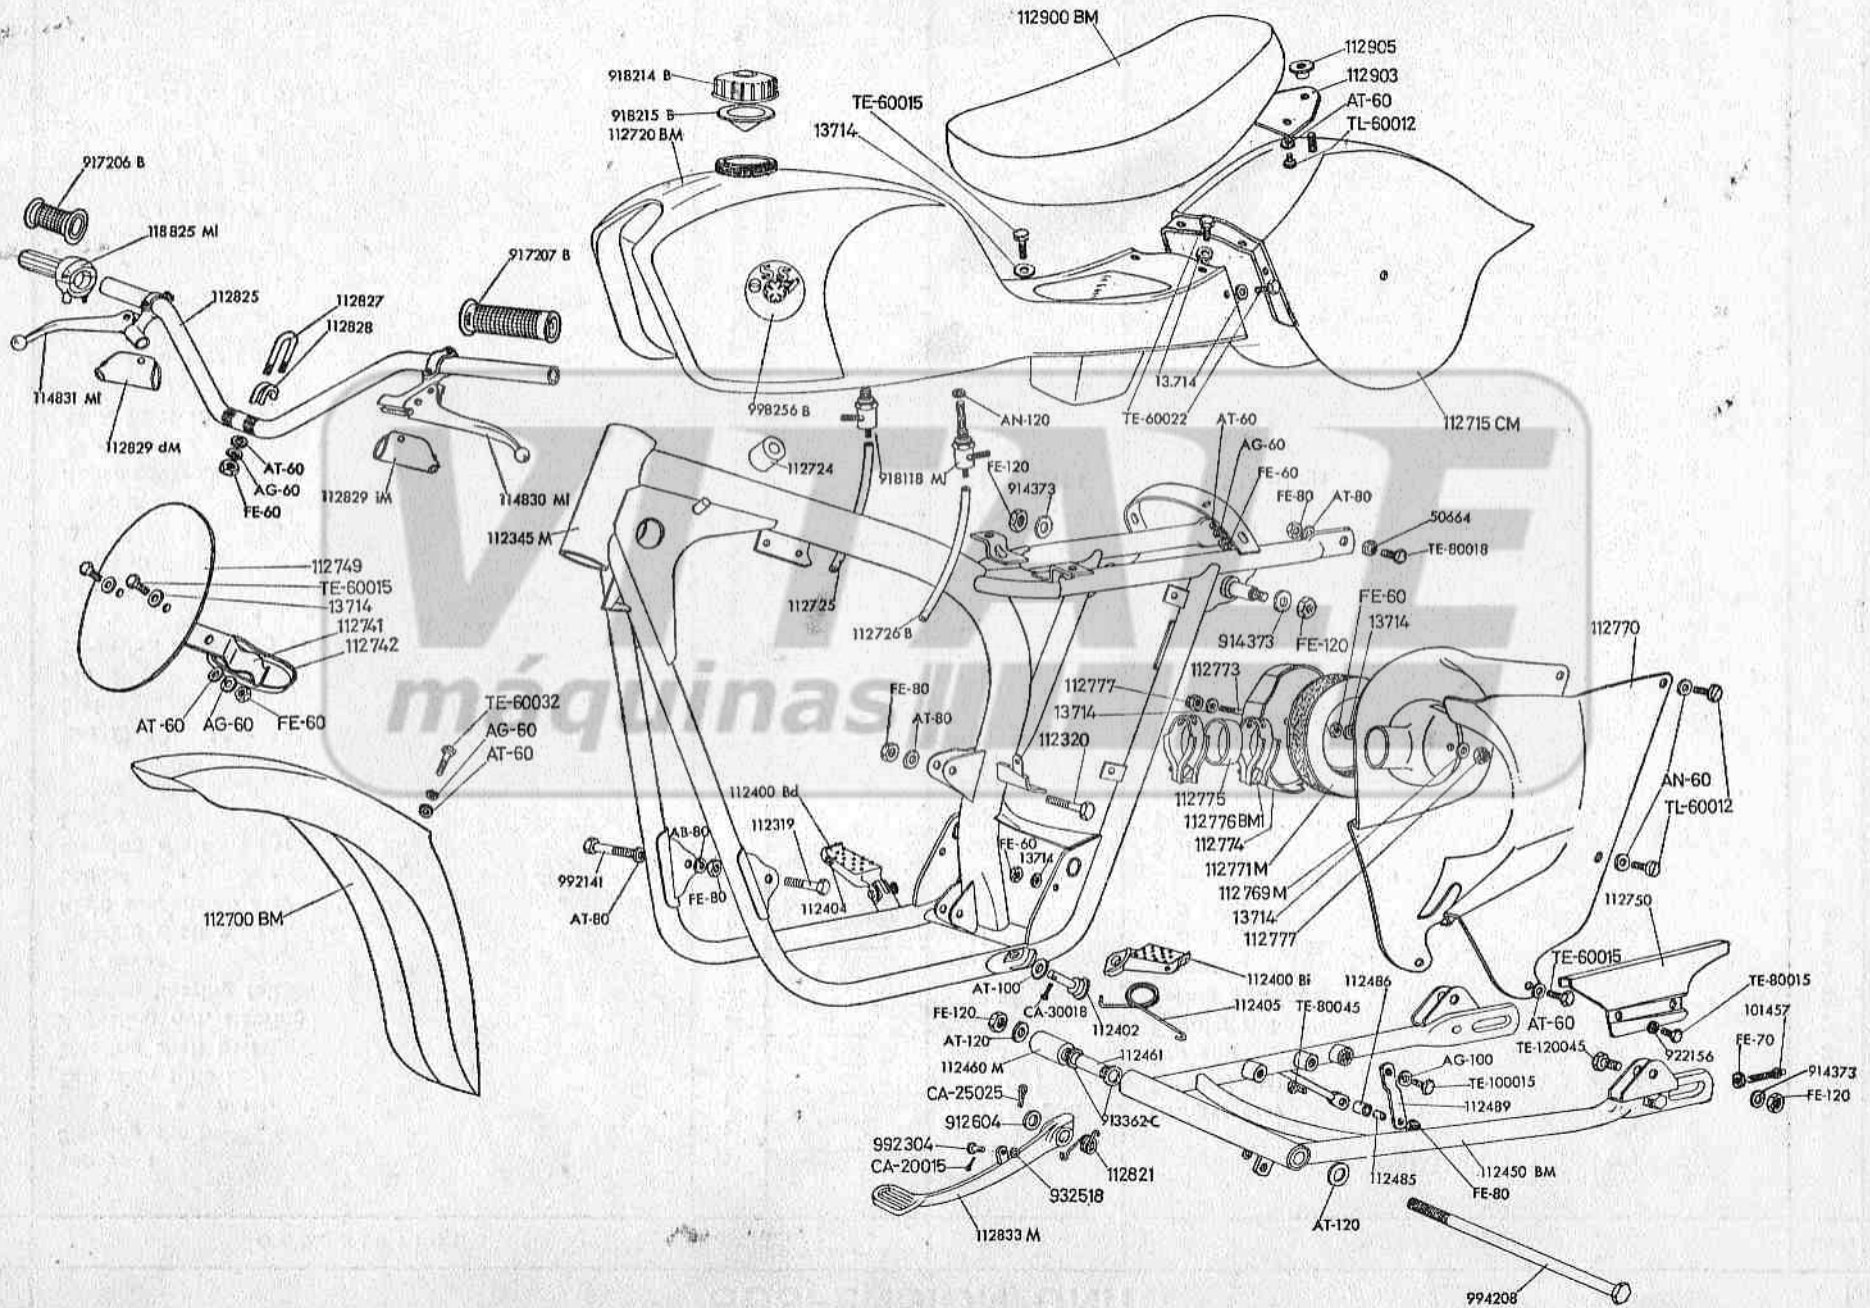 112900 BM
112905
112903
AT-60
TL-60012
918214 B
918215 B
112720 BM
TE-60015
13714
917206 B
118825 MI
112825
112827
112828
917207 B
114831 MI
112829 dM
AT-60
AG-60
FE-60
112829 iM
114830 MI
998256 B
112724
918118 MI
AN-120
13.714
TE-60022
112715 CM
AT-60
AG-60
FE-60
FE-120
914373
FE-80
AT-80
50664
TE-80018
112345 M
112725
112726 B
914373
FE-120
FE-60
13714
112770
112749
TE-60015
13714
112741
112742
AT-60
AG-60
FE-60
VITALE
máquinas
TE-60032
AG-60
AT-60
FE-80
AT-80
112320
112773
112777
13714
112775
112776 BMI
112774
112771 M
112769 M
13714
112777
AN-60
TL-60012
112700 BM
992141
AT-80
AB-80
FE-80
112319
112400 Bd
112404
FE-60
13714
112750
AT-100
CA-30018
112402
112400 Bi
112405
112486
TE-80045
TE-60015
AT-60
TE-80015
922156
TE-120045
101457
FE-70
914373
FE-120
FE-120
AT-120
112460 M
112461
913362-C
CA-25025
912604
992304
CA-20015
932518
112821
112833 M
AG-100
TE-100015
112489
112485
112450 BM
FE-80
AT-120
994208